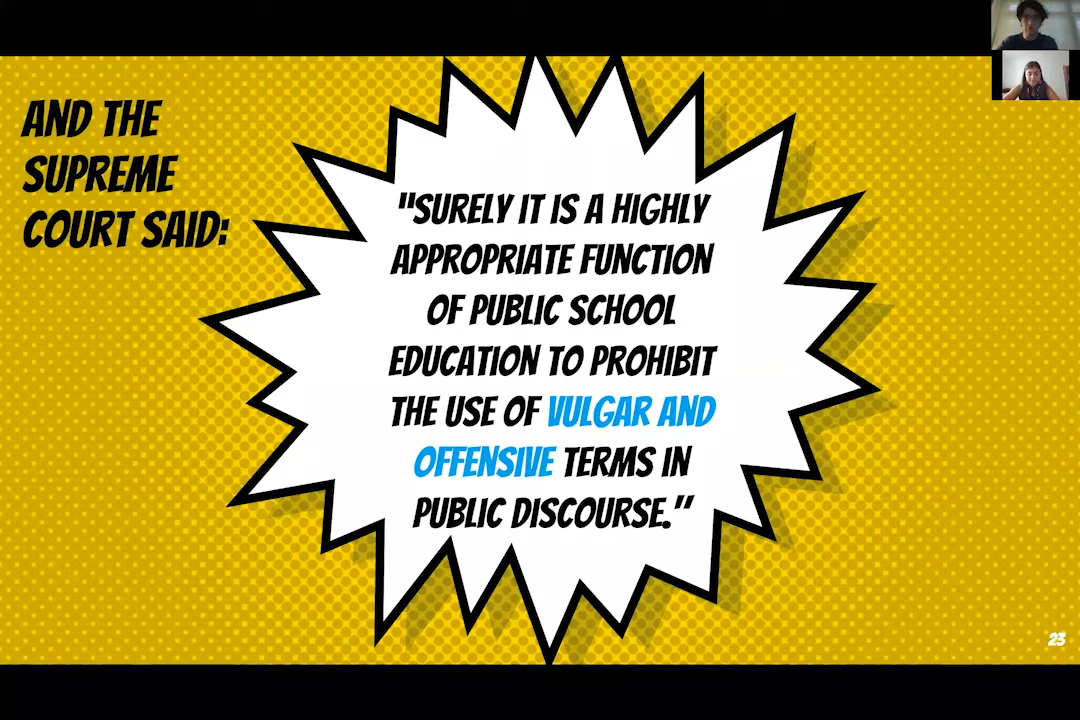 AND THE
SUPREME
COURT SAID:
"SURELY IT IS A HIGHLY
APPROPRIATE FUNCTION
OF PUBLIC SCHOOL
EDUCATION TO PROHIBIT
THE USE OF VULGAR AND
OFFENSIVE TERMS IN
PUBLIC DISCOURSE."
23